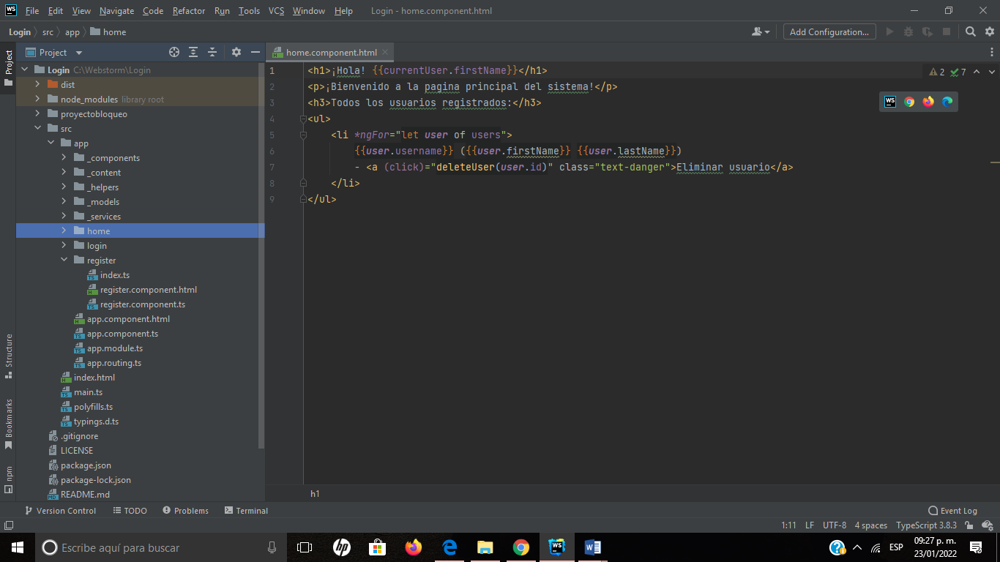 WS File Edit View Navigate Code Refactor Run Tools VCS Window Help Login - home.component.html
Login src app home Add Configuration...
Project
Project
home.component.html
Login C:\Webstorm\Login
dist
node_modules library root
proyectobloqueo
src
app
_components
_content
_helpers
_models
_services
home
login
register
index.ts
register.component.html
register.component.ts
app.component.html
app.component.ts
app.module.ts
app.routing.ts
index.html
main.ts
polyfills.ts
typings.d.ts
.gitignore
LICENSE
package.json
package-lock.json
README.md
1 <h1>¡Hola! {{currentUser.firstName}}</h1>
2 <p>¡Bienvenido a la pagina principal del sistema!</p>
3 <h3>Todos los usuarios registrados:</h3>
4 <ul>
5 <li *ngFor="let user of users">
6 {{user.username}} ({{user.firstName}} {{user.lastName}})
7 - <a (click)="deleteUser(user.id)" class="text-danger">Eliminar usuario</a>
8 </li>
9 </ul>
2 7
WS
Structure
Bookmarks
npm
h1
Version Control TODO Problems Terminal Event Log
1:11 LF UTF-8 4 spaces TypeScript 3.8.3
Escribe aquí para buscar
hp
WS
ESP
09:27 p. m.
23/01/2022